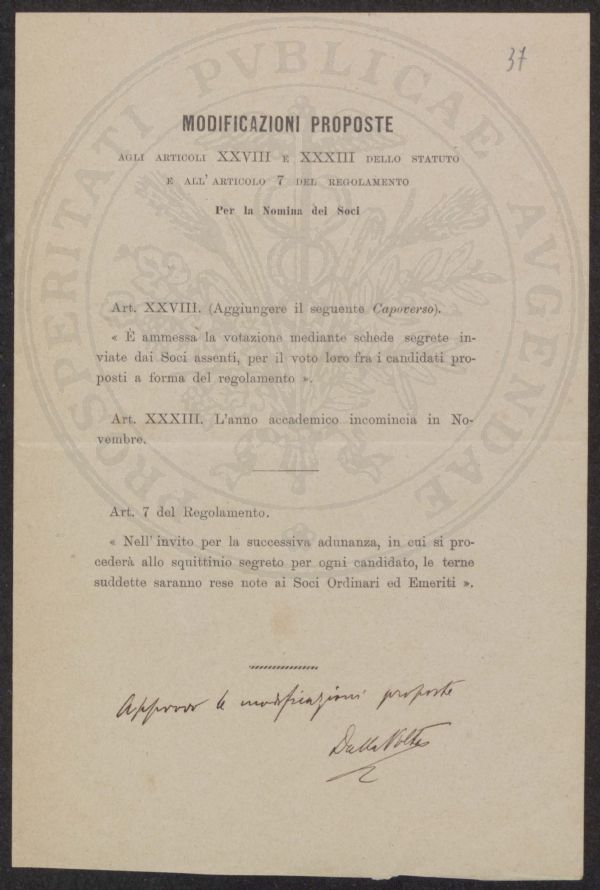 37
MODIFICAZIONI PROPOSTE
AGLI ARTICOLI XXVIII E XXXIII DELLO STATUTO
E ALL'ARTICOLO 7 DEL REGOLAMENTO
Per la Nomina dei Soci
Art. XXVIII. (Aggiungere il seguente Capoverso).
« È ammessa la votazione mediante schede segrete in-
viate dai Soci assenti, per il voto loro fra i candidati pro-
posti a forma del regolamento ».
Art. XXXIII. L'anno accademico incomincia in No-
vembre.
Art. 7 del Regolamento.
« Nell' invito per la successiva adunanza, in cui si pro-
cederà allo squittinio segreto per ogni candidato, le terne
suddette saranno rese note ai Soci Ordinari ed Emeriti ».
Approvo le modificazioni proposte
Dalla Volta
PROSPERITATI PVBLICAE AVGENDAE